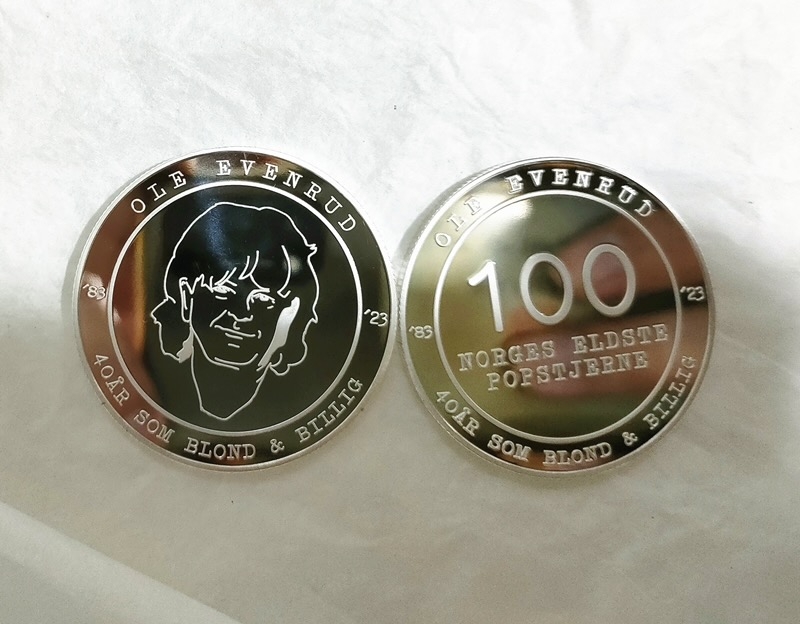 OLE EVENRUD
'83
'23
40ÅR SOM BLOND & BILLIG
OLE EVENRUD
'83
'23
100
NORGES ELDSTE
POPSTJERNE
40ÅR SOM BLOND & BILLIG